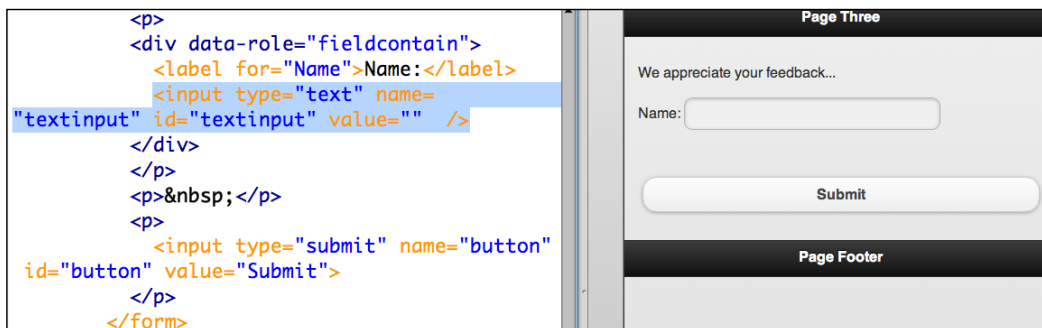 <p>
<div data-role="fieldcontain">
<label for="Name">Name:</label>
<input type="text" name=
"textinput" id="textinput" value=""  />
</div>
</p>
<p>&nbsp;</p>
<p>
<input type="submit" name="button"
id="button" value="Submit">
</p>
</form>
Page Three
We appreciate your feedback...
Name:
Submit
Page Footer